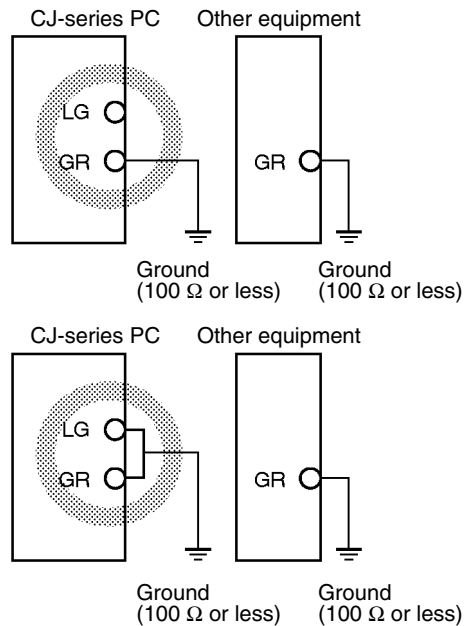 CJ-series PC
Other equipment
LG
GR
GR
Ground
(100 Ω or less)
Ground
(100 Ω or less)
CJ-series PC
Other equipment
LG
GR
GR
Ground
(100 Ω or less)
Ground
(100 Ω or less)